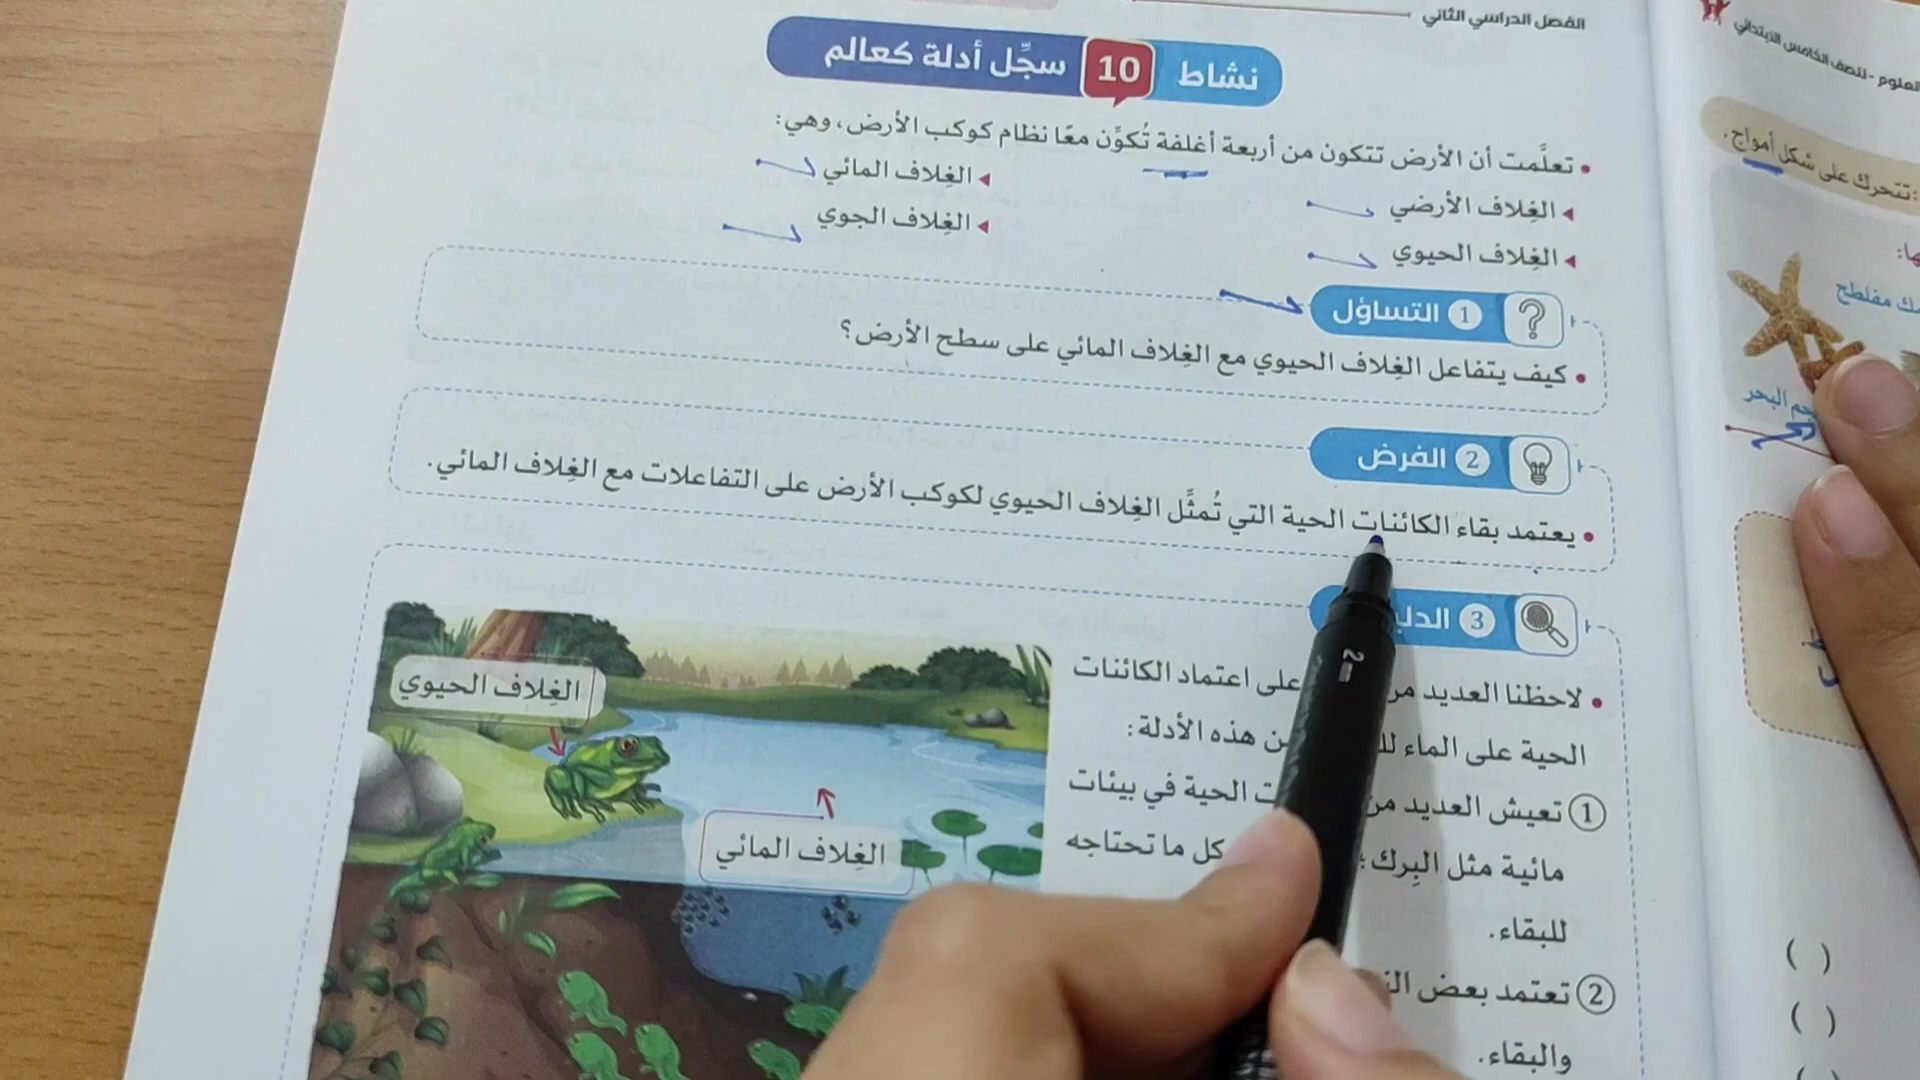 الفصل الدراسي الثاني
نشاط 10 سجِّل أدلة كعالم
• تعلَّمت أن الأرض تتكون من أربعة أغلفة تُكوِّن معًا نظام كوكب الأرض، وهي:
الغِلاف الأرضي
الغِلاف المائي
الغِلاف الحيوي
الغِلاف الجوي
1 التساؤل
• كيف يتفاعل الغِلاف الحيوي مع الغِلاف المائي على سطح الأرض؟
2 الفرض
• يعتمد بقاء الكائنات الحية التي تُمثِّل الغِلاف الحيوي لكوكب الأرض على التفاعلات مع الغِلاف المائي.
3
• لاحظنا العديد على اعتماد الكائنات
الحية على الماء هذه الأدلة:
1 تعيش العديد الحية في بيئات
مائية مثل البِرك كل ما تحتاجه
للبقاء.
2 تعتمد بعض
والبقاء.
الغِلاف الحيوي
الغِلاف المائي
العلوم - للصف الخامس الابتدائي
تتحرك على شكل أمواج.
مفلطح
البحر
( )
( )